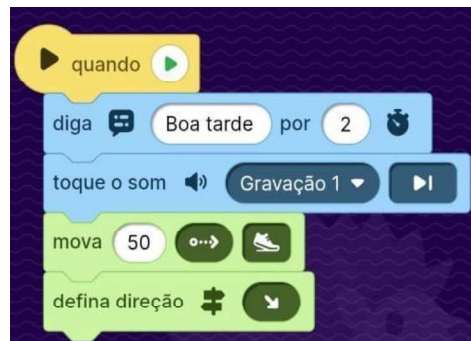 quando
diga Boa tarde por 2
toque o som Gravação 1
mova 50
defina direção